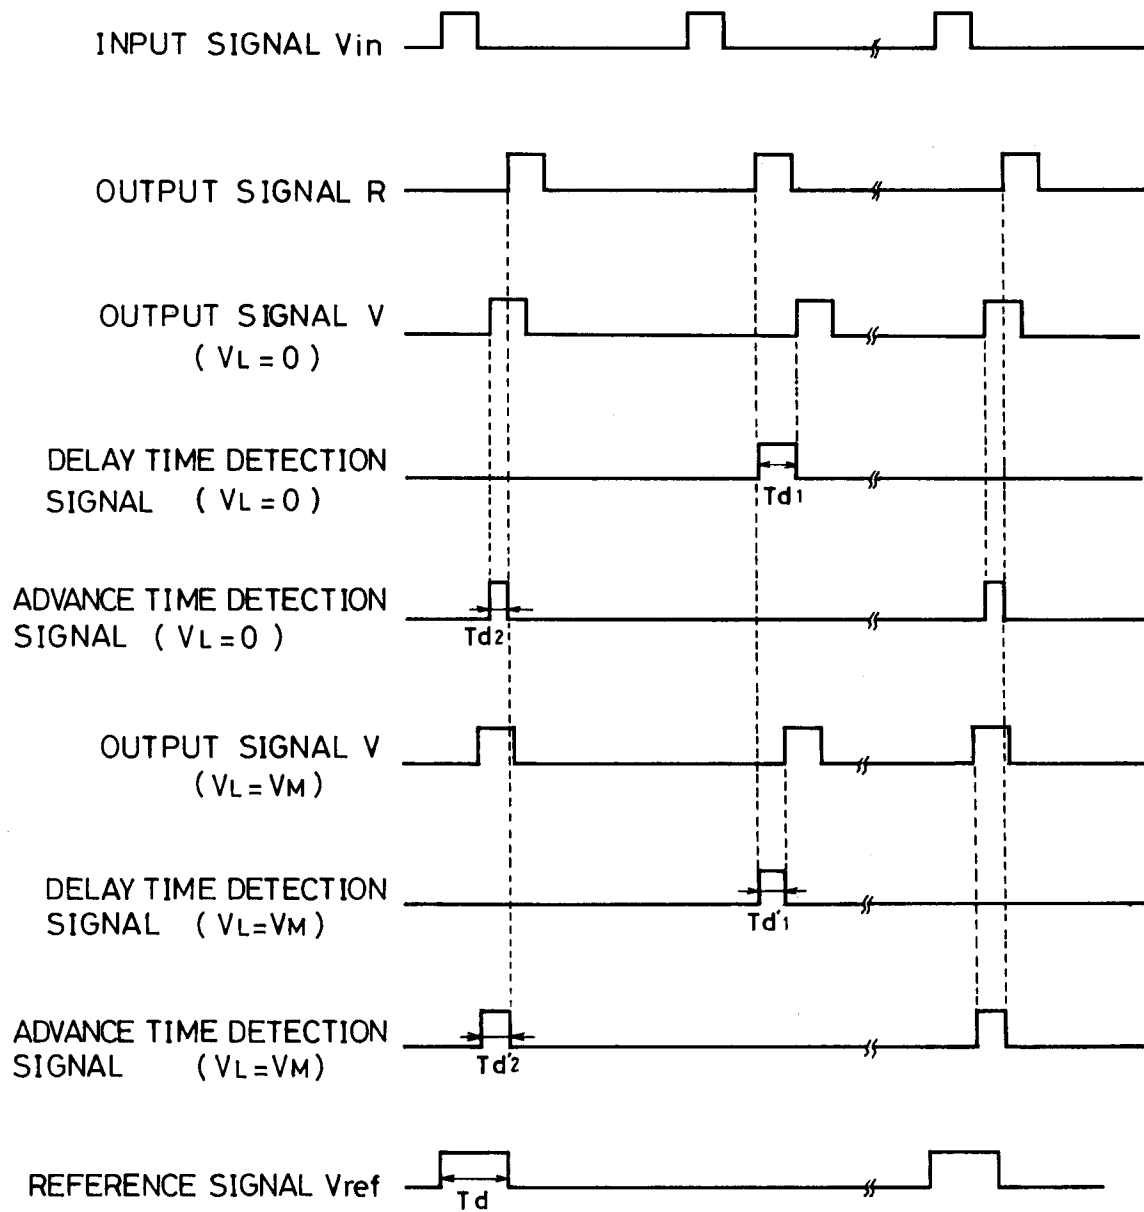 INPUT SIGNAL Vin
OUTPUT SIGNAL R
OUTPUT SIGNAL V
(VL=0)
DELAY TIME DETECTION
SIGNAL (VL=0)
Td1
ADVANCE TIME DETECTION
SIGNAL (VL=0)
Td2
OUTPUT SIGNAL V
(VL=VM)
DELAY TIME DETECTION
SIGNAL (VL=VM)
Td'1
ADVANCE TIME DETECTION
SIGNAL (VL=VM)
Td'2
REFERENCE SIGNAL Vref
Td